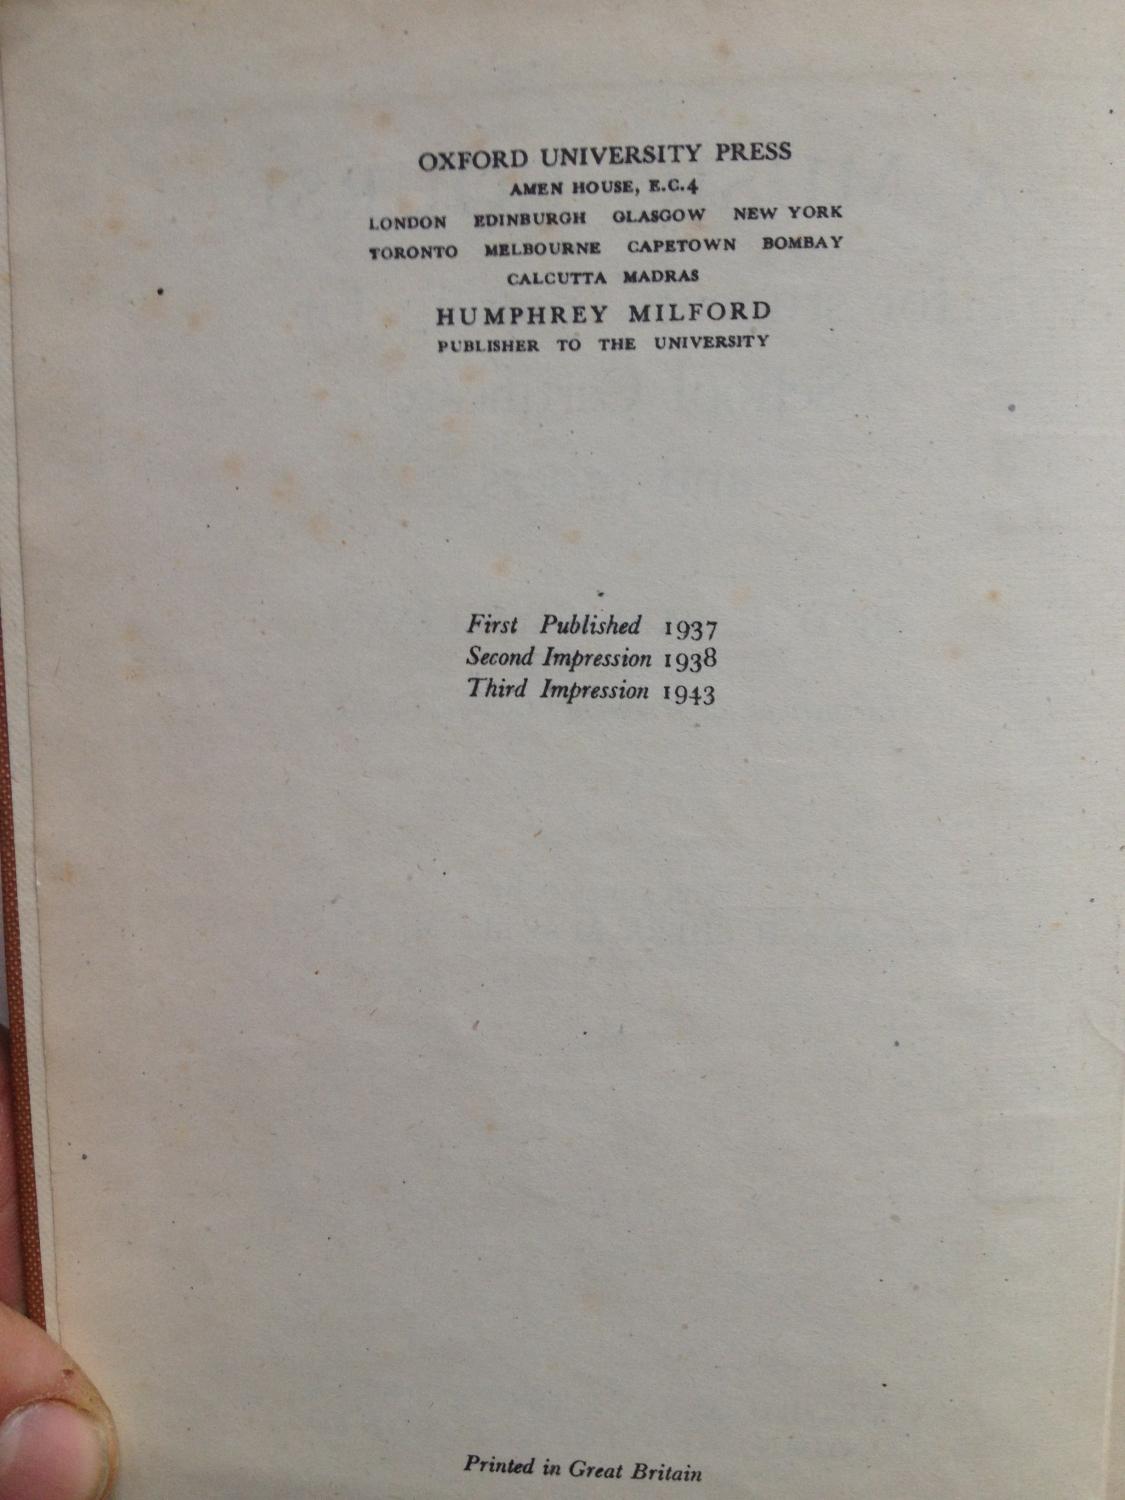 OXFORD UNIVERSITY PRESS
AMEN HOUSE, E.C.4
LONDON EDINBURGH GLASGOW NEW YORK
TORONTO MELBOURNE CAPETOWN BOMBAY
CALCUTTA MADRAS
HUMPHREY MILFORD
PUBLISHER TO THE UNIVERSITY
First Published 1937
Second Impression 1938
Third Impression 1943
Printed in Great Britain